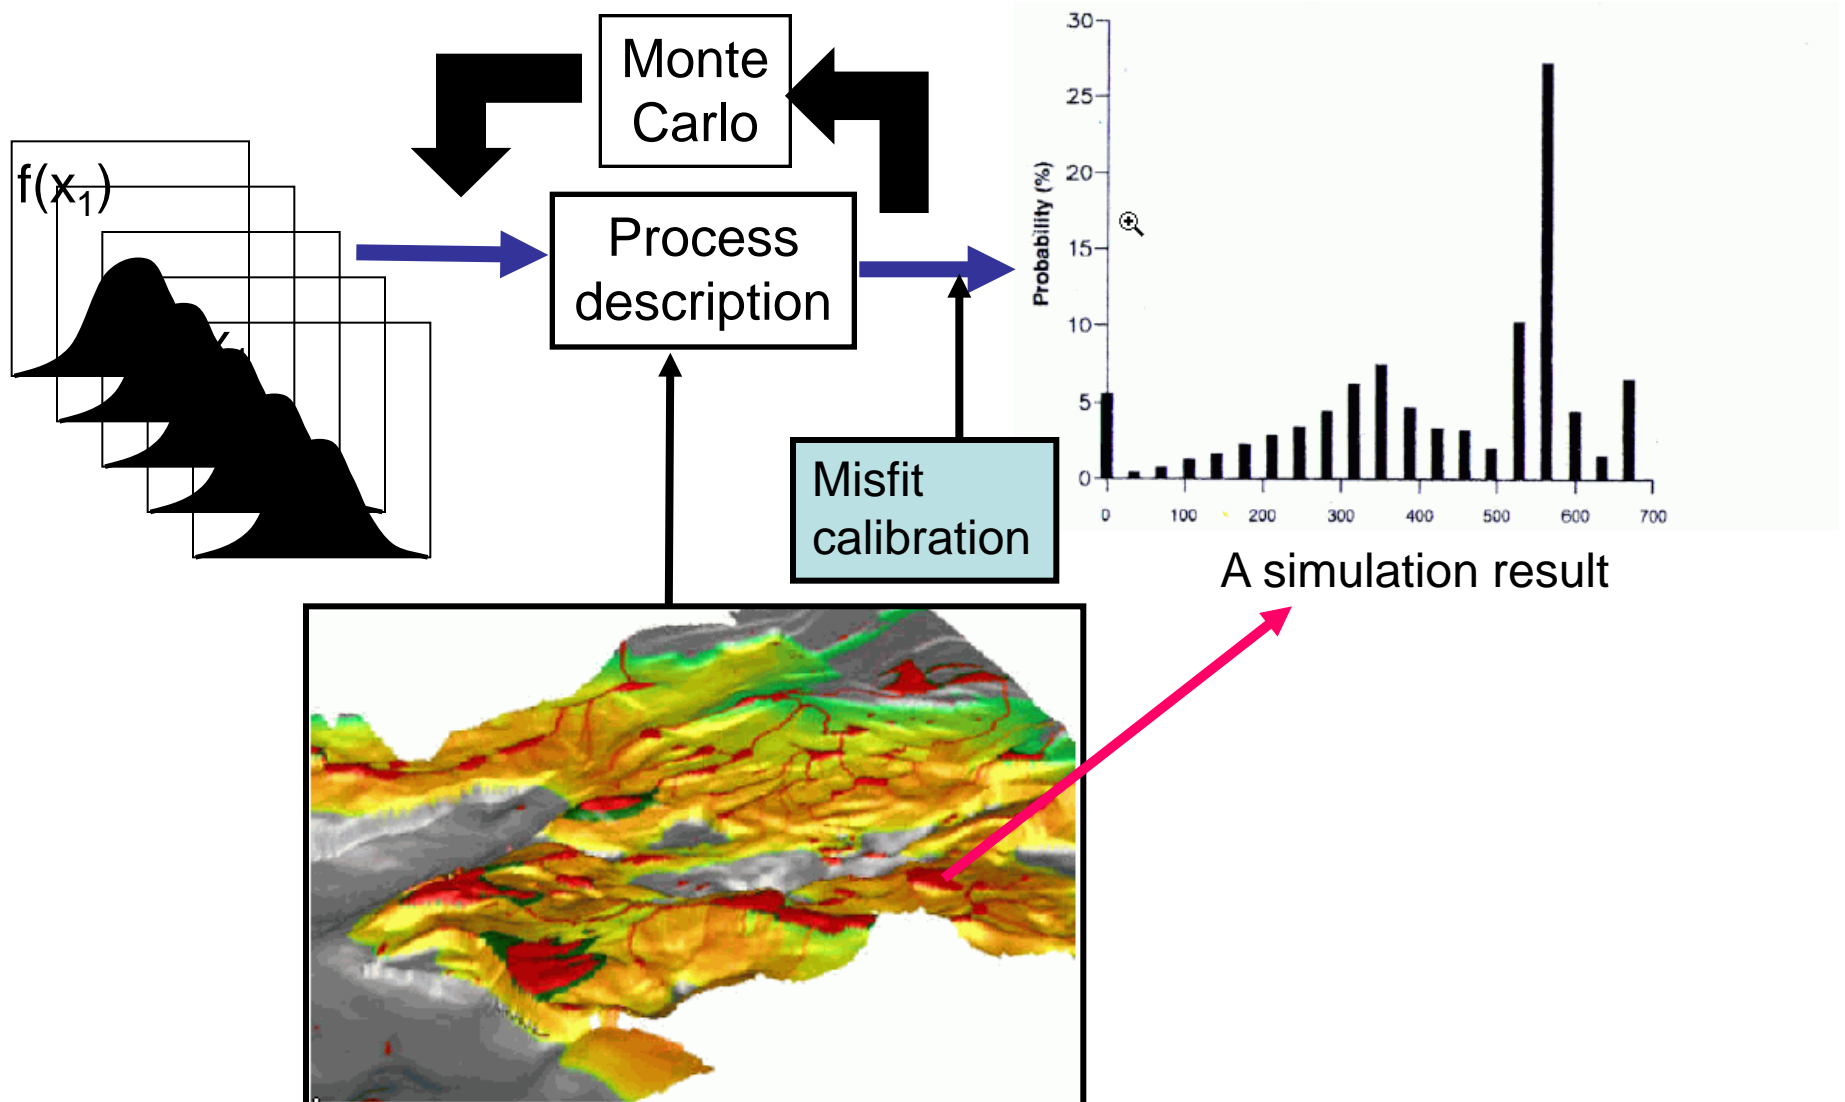 Monte
Carlo
f(x₁)
Process
description
Misfit
calibration
Probability (%)
30
25
20
15
10
5
0
0 100 200 300 400 500 600 700
A simulation result